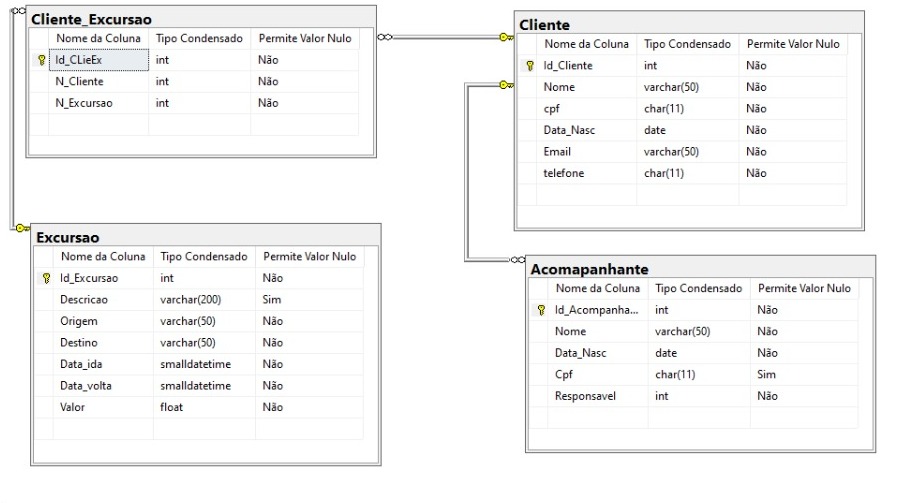 Cliente_Excursao
Nome da Coluna Tipo Condensado Permite Valor Nulo
Id_CLieEx int Não
N_Cliente int Não
N_Excursao int Não
Cliente
Nome da Coluna Tipo Condensado Permite Valor Nulo
Id_Cliente int Não
Nome varchar(50) Não
cpf char(11) Não
Data_Nasc date Não
Email varchar(50) Não
telefone char(11) Não
Excursao
Nome da Coluna Tipo Condensado Permite Valor Nulo
Id_Excursao int Não
Descricao varchar(200) Sim
Origem varchar(50) Não
Destino varchar(50) Não
Data_ida smalldatetime Não
Data_volta smalldatetime Não
Valor float Não
Acomapanhante
Nome da Coluna Tipo Condensado Permite Valor Nulo
Id_Acompanha... int Não
Nome varchar(50) Não
Data_Nasc date Não
Cpf char(11) Sim
Responsavel int Não